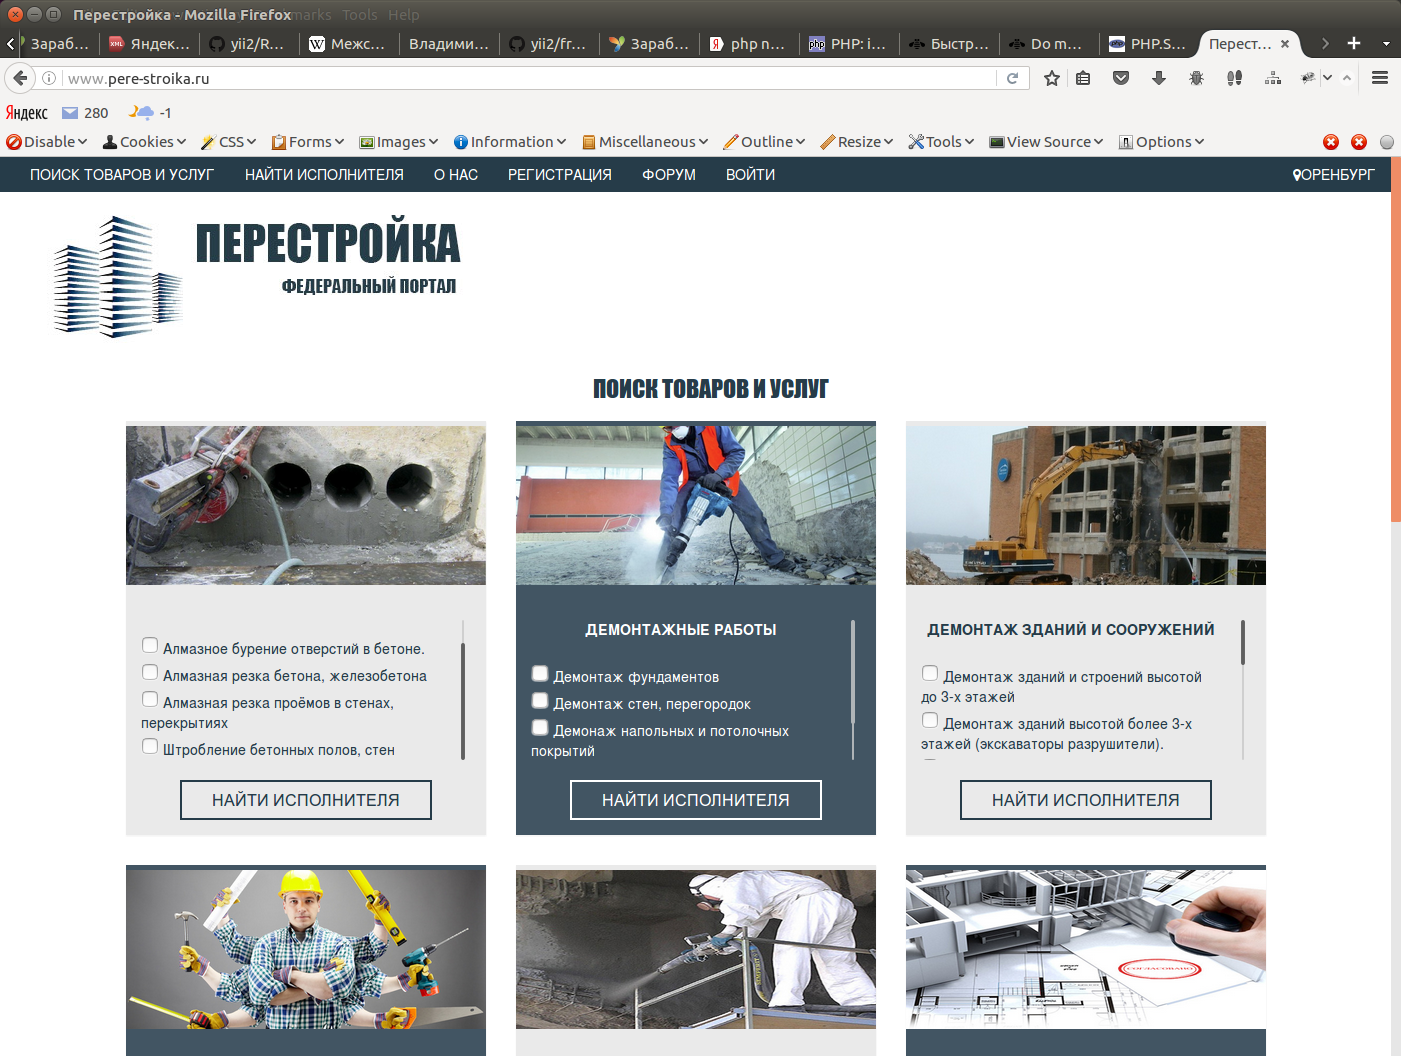 Перестройка - Mozilla Firefox
Tools Help
Зараб...
Яндек...
yii2/R...
Межс...
Владими...
yii2/fr...
Зараб...
php n...
PHP: i...
Быстр...
Do m...
PHP.S...
Перест...
www.pere-stroika.ru
Яндекс 280 -1
Disable Cookies CSS Forms Images Information Miscellaneous Outline Resize Tools View Source Options
ПОИСК ТОВАРОВ И УСЛУГ НАЙТИ ИСПОЛНИТЕЛЯ О НАС РЕГИСТРАЦИЯ ФОРУМ ВОЙТИ ОРЕНБУРГ
ПЕРЕСТРОЙКА
ФЕДЕРАЛЬНЫЙ ПОРТАЛ
ПОИСК ТОВАРОВ И УСЛУГ
Алмазное бурение отверстий в бетоне.
Алмазная резка бетона, железобетона
Алмазная резка проёмов в стенах,
перекрытиях
Штробление бетонных полов, стен
НАЙТИ ИСПОЛНИТЕЛЯ
ДЕМОНТАЖНЫЕ РАБОТЫ
Демонтаж фундаментов
Демонтаж стен, перегородок
Демонаж напольных и потолочных
покрытий
НАЙТИ ИСПОЛНИТЕЛЯ
ДЕМОНТАЖ ЗДАНИЙ И СООРУЖЕНИЙ
Демонтаж зданий и строений высотой
до 3-х этажей
Демонтаж зданий высотой более 3-х
этажей (экскаваторы разрушители).
НАЙТИ ИСПОЛНИТЕЛЯ
СОГЛАСОВАНО